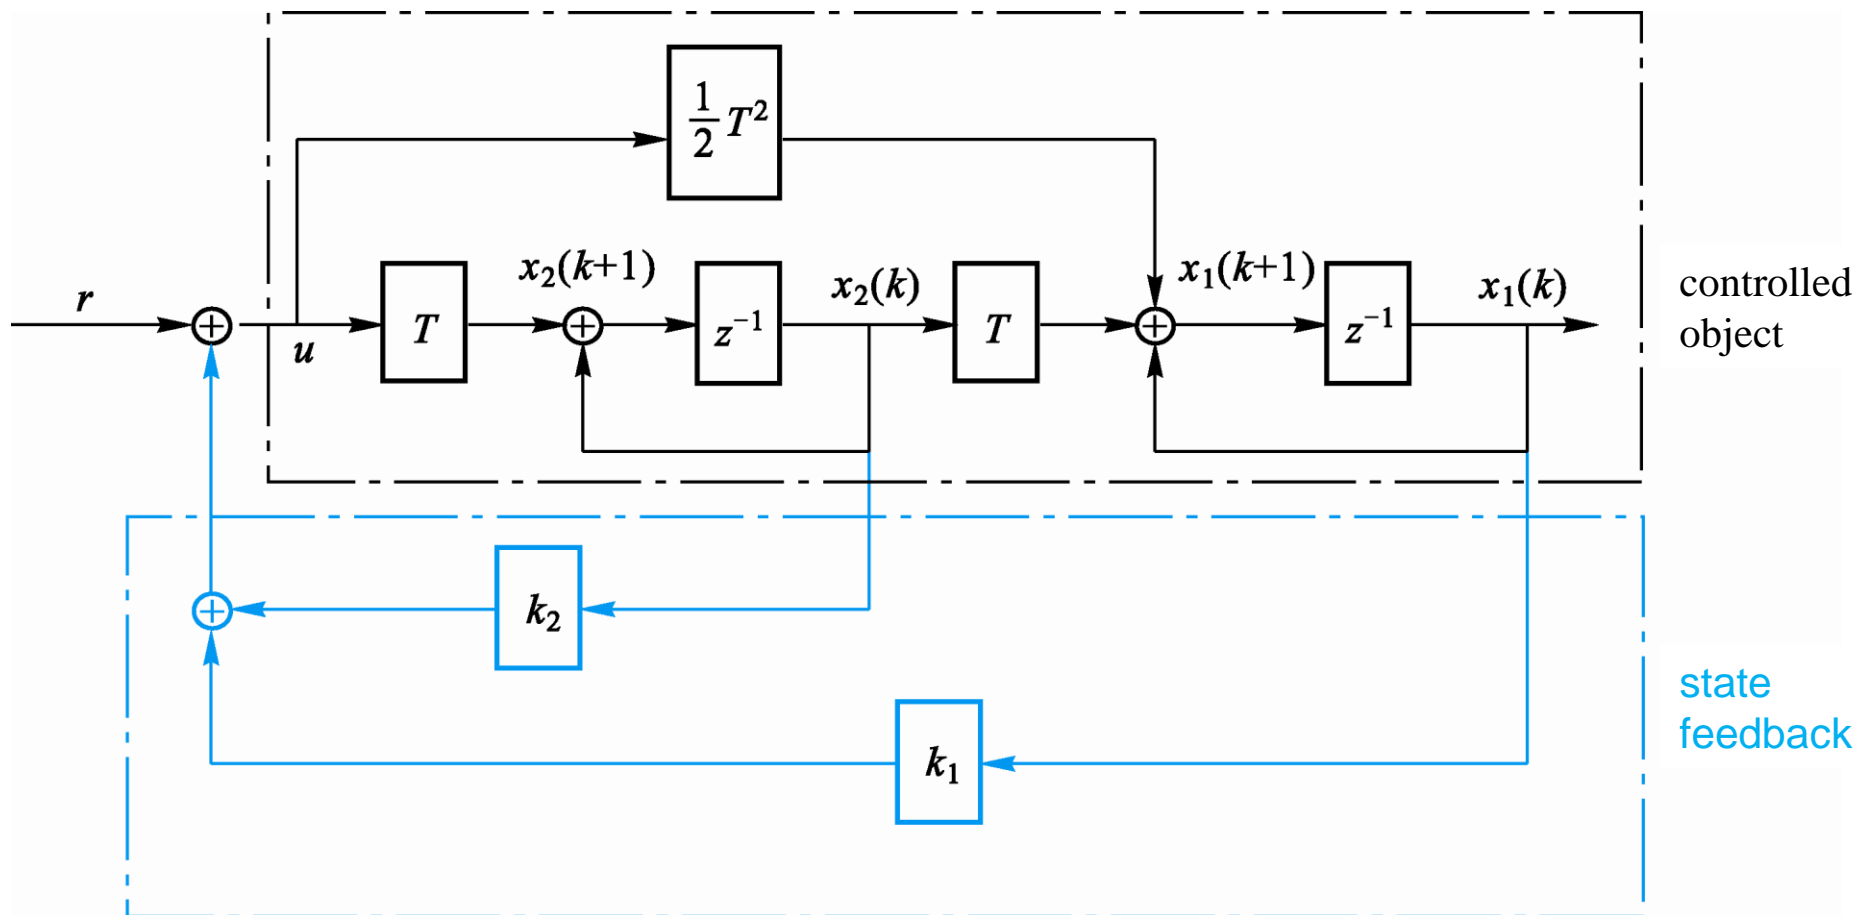 1/2 T²
x₂(k+1)
x₂(k)
x₁(k+1)
x₁(k)
r
+
u
T
+
z⁻¹
T
+
z⁻¹
controlled
object
+
k₂
k₁
state
feedback